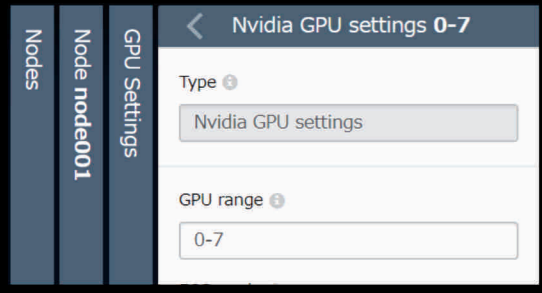 Nodes
Node node001
GPU Settings
Nvidia GPU settings 0-7
Type
Nvidia GPU settings
GPU range
0-7